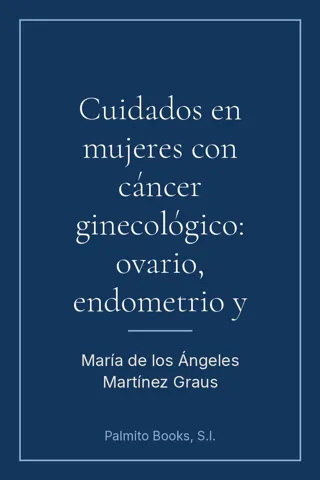 Cuidados en
mujeres con
cáncer
ginecológico:
ovario,
endometrio y
María de los Ángeles
Martínez Graus
Palmito Books, S.l.